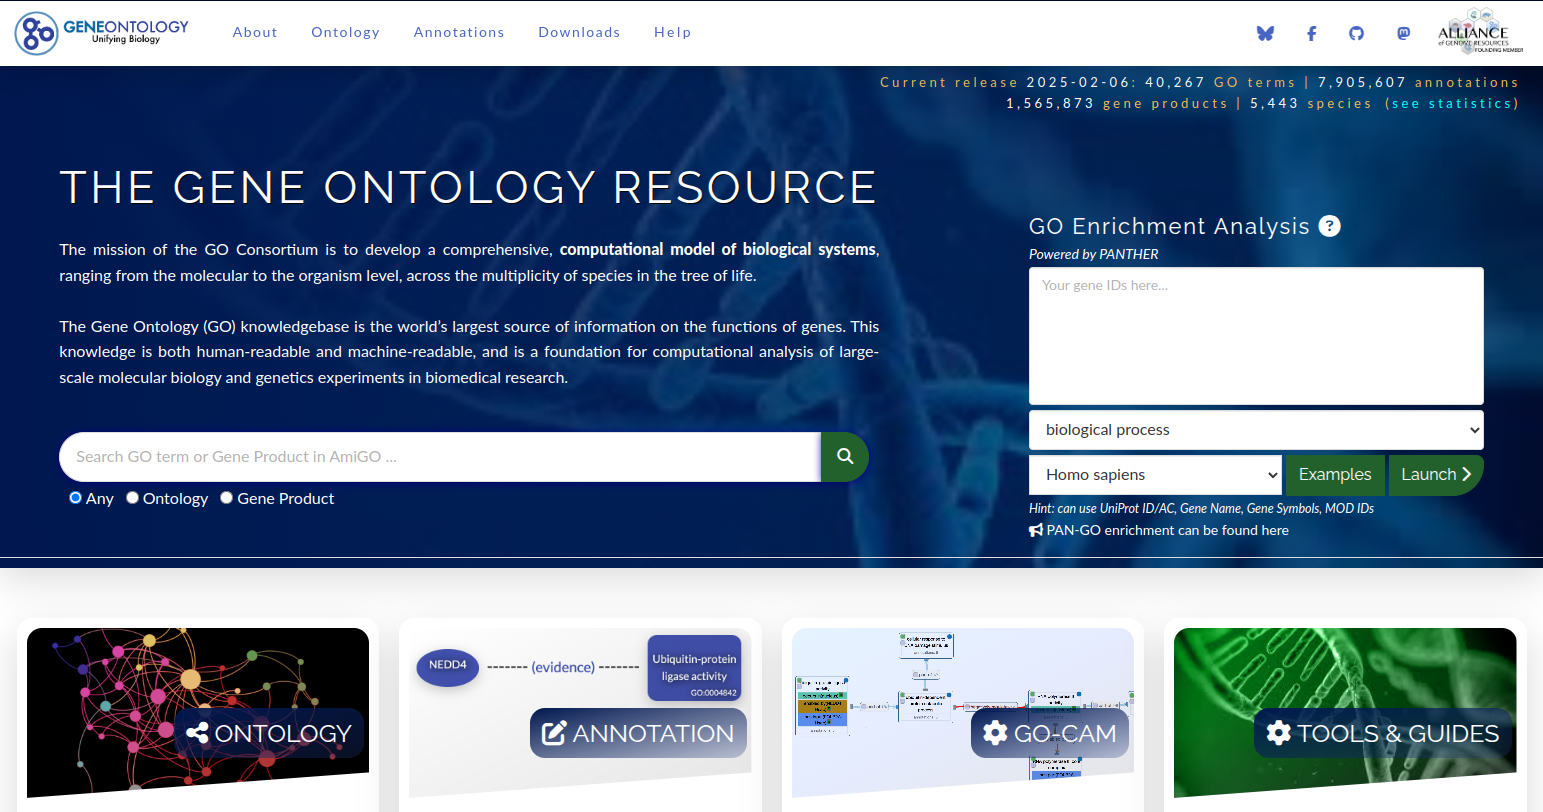 GENEONTOLOGY
Unifying Biology
About
Ontology
Annotations
Downloads
Help
ALLIANCE
of GENOME RESOURCES
FOUNDING MEMBER
Current release 2025-02-06: 40,267 GO terms | 7,905,607 annotations
1,565,873 gene products | 5,443 species (see statistics)
THE GENE ONTOLOGY RESOURCE
The mission of the GO Consortium is to develop a comprehensive, computational model of biological systems,
ranging from the molecular to the organism level, across the multiplicity of species in the tree of life.
The Gene Ontology (GO) knowledgebase is the world's largest source of information on the functions of genes. This
knowledge is both human-readable and machine-readable, and is a foundation for computational analysis of large-
scale molecular biology and genetics experiments in biomedical research.
Search GO term or Gene Product in AmiGO ...
Any
Ontology
Gene Product
GO Enrichment Analysis ?
Powered by PANTHER
Your gene IDs here...
biological process
Homo sapiens
Examples
Launch
Hint: can use UniProt ID/AC, Gene Name, Gene Symbols, MOD IDs
PAN-GO enrichment can be found here
ONTOLOGY
NEDD4
------- (evidence) -------
Ubiquitin-protein
ligase activity
GO:0004842
ANNOTATION
GO-CAM
TOOLS & GUIDES